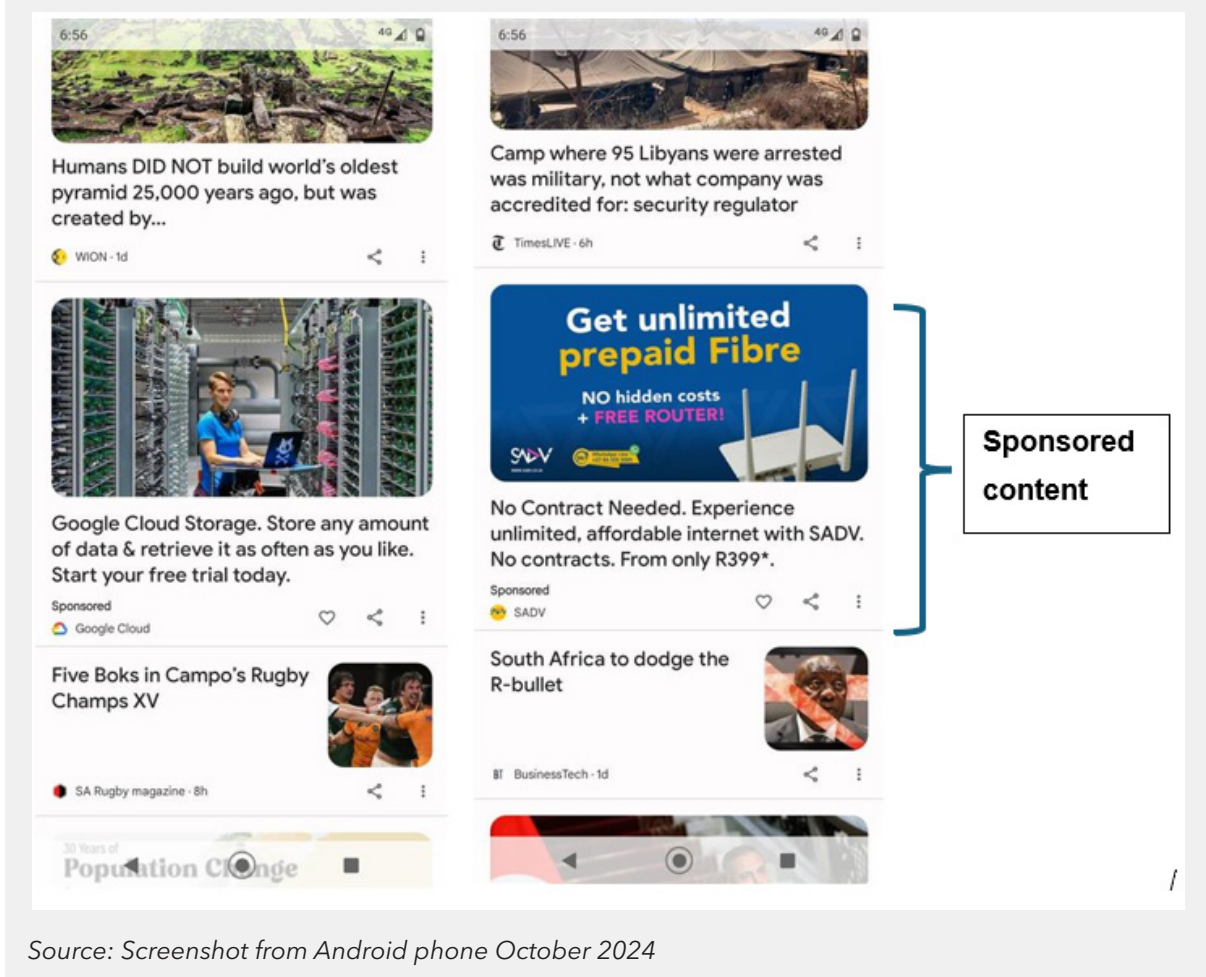 6:56
4G
Humans DID NOT build world's oldest
pyramid 25,000 years ago, but was
created by...
WION · 1d
Google Cloud Storage. Store any amount
of data & retrieve it as often as you like.
Start your free trial today.
Sponsored
Google Cloud
Five Boks in Campo's Rugby
Champs XV
SA Rugby magazine · 8h
30 Years of
Population Change
6:56
4G
Camp where 95 Libyans were arrested
was military, not what company was
accredited for: security regulator
TimesLIVE · 6h
Get unlimited
prepaid Fibre
NO hidden costs
+ FREE ROUTER!
SADV
No Contract Needed. Experience
unlimited, affordable internet with SADV.
No contracts. From only R399*.
Sponsored
SADV
South Africa to dodge the
R-bullet
BT BusinessTech · 1d
Sponsored
content
/
Source: Screenshot from Android phone October 2024